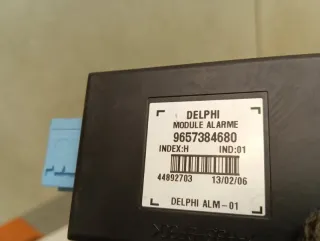 DELPHI
MODULE ALARME
9657384680
INDEX:H IND:01
44892703 13/02/06
DELPHI ALM-01